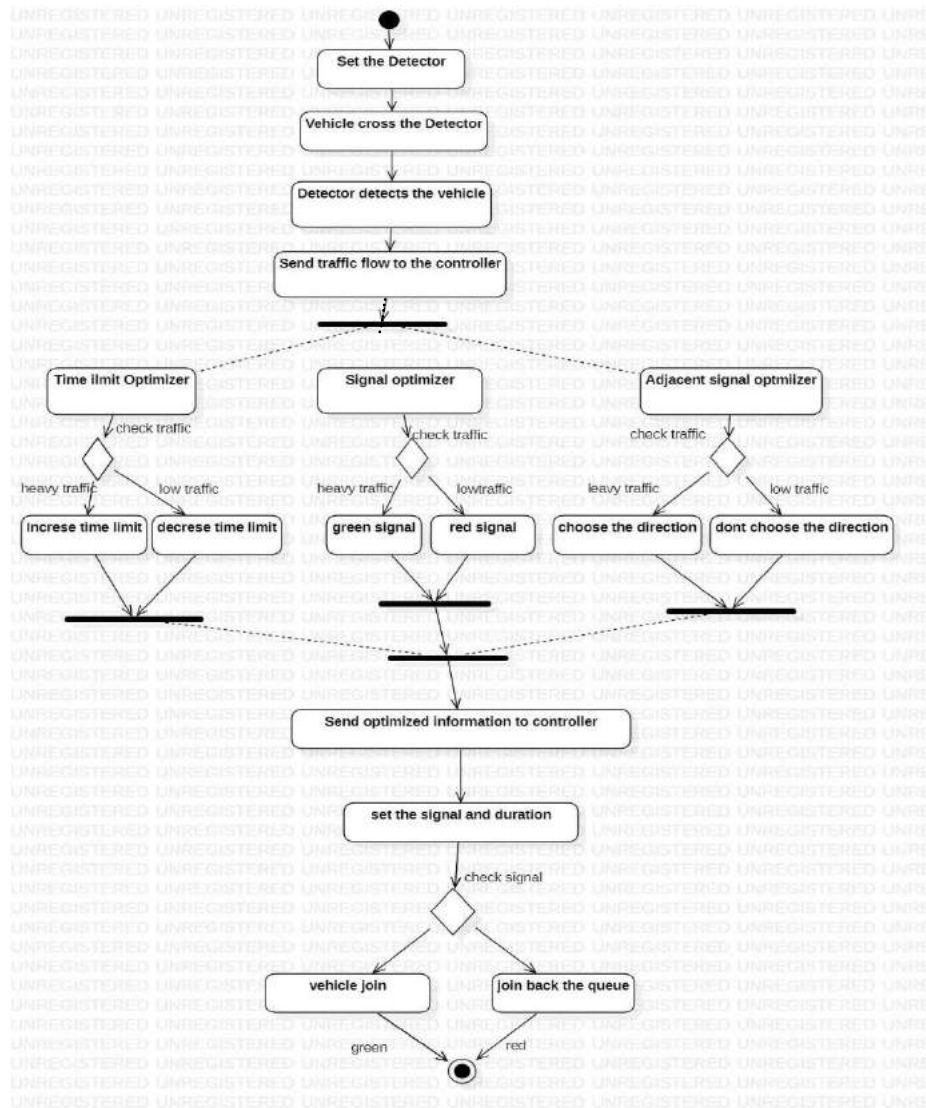 Set the Detector
Vehicle cross the Detector
Detector detects the vehicle
Send traffic flow to the controller
Time limit Optimizer
Signal optimizer
Adjacent signal optmiizer
check traffic
check traffic
check traffic
heavy traffic
low traffic
heavy traffic
lowtraffic
leavy traffic
low traffic
Increse time limit
decrese time limit
green signal
red signal
choose the direction
dont choose the direction
Send optimized information to controller
set the signal and duration
check signal
vehicle join
join back the queue
green
red
UNREGISTERED